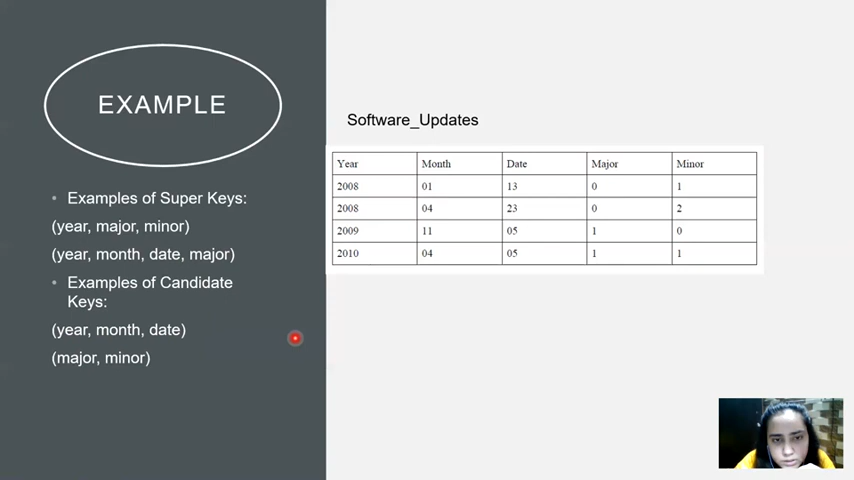 EXAMPLE
• Examples of Super Keys:
(year, major, minor)
(year, month, date, major)
• Examples of Candidate
Keys:
(year, month, date)
(major, minor)
Software_Updates
Year Month Date Major Minor
2008 01 13 0 1
2008 04 23 0 2
2009 11 05 1 0
2010 04 05 1 1